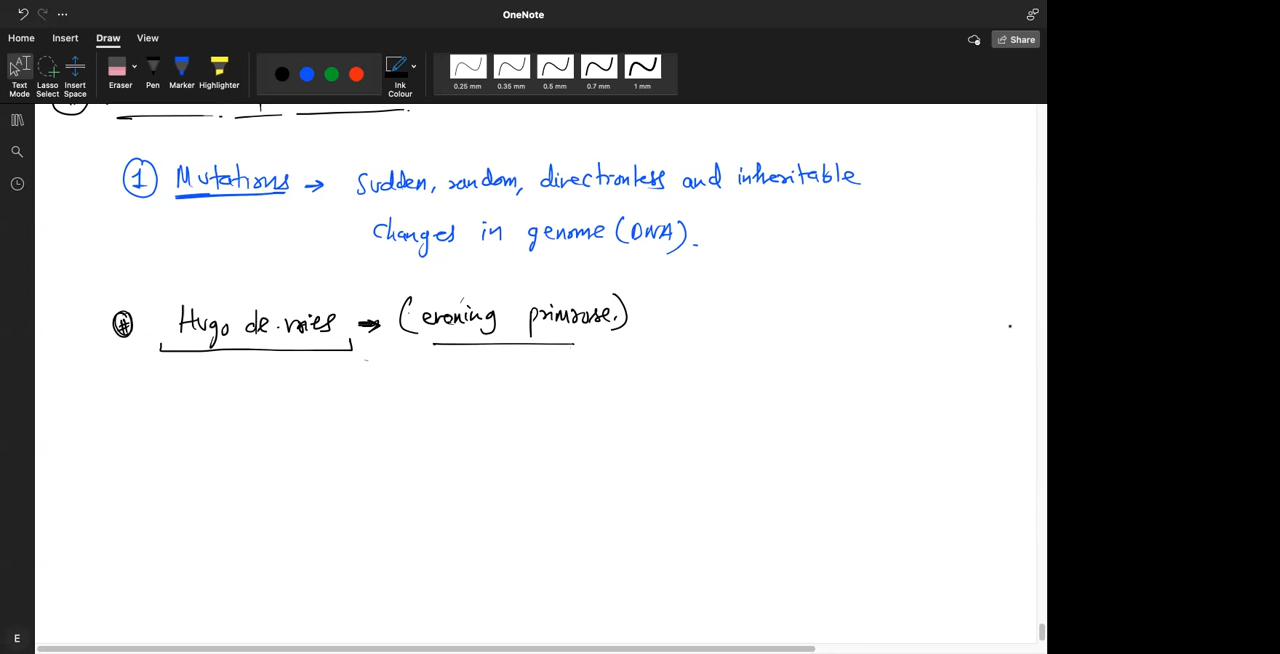 OneNote
Home Insert Draw View
Share
Text Mode Lasso Select Insert Space Eraser Pen Marker Highlighter Ink Colour 0.25 mm 0.35 mm 0.5 mm 0.7 mm 1 mm
1 Mutations → Sudden, random, directionless and inheritable
changes in genome (DNA).
# Hugo de. vries → (evening primrose.)
E